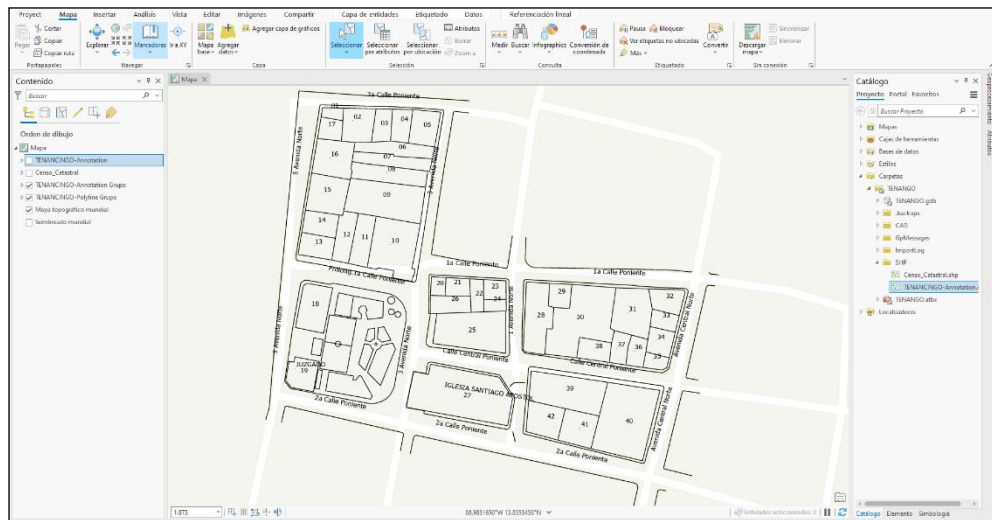 Proyect Mapa Insertar Análisis Vista Editar Imágenes Compartir Capa de entidades Etiquetado Datos Referenciación lineal
Pegar
Cortar
Copiar
Copiar ruta
Portapapeles
Explorar
Marcadores
Ir a XY
Navegar
Mapa base
Agregar datos
Agregar capa de gráficos
Capa
Seleccionar
Seleccionar por atributos
Seleccionar por ubicación
Atributos
Borrar
Zoom a
Selección
Medir
Buscar
Infographics
Conversión de coordenada
Consulta
Pausa
Bloquear
Ver etiquetas no ubicadas
Más
Convertir
Etiquetado
Descargar mapa
Sincronizar
Eliminar
Sin conexión
Contenido
Buscar
Orden de dibujo
Mapa
TENANCINGO-Annotation
Censo_Catastral
TENANCINGO-Annotation Grupo
TENANCINGO-Polyline Grupo
Mapa topográfico mundial
Sombreado mundial
Mapa
7a Calle Poniente
01
02
03
04
05
17
06
07
08
16
15
09
14
13
12
11
10
5 Avenida Norte
3 Avenida Norte
Prolong.1a Calle Poniente
1a Calle Poniente
1a Calle Poniente
18
20
21
22
23
24
26
25
1 Avenida Norte
28
29
30
31
32
33
34
35
36
37
38
Avenida Central Norte
Calle Central Poniente
Calle Central Poniente
3 Avenida Norte
JUZGADO
19
2a Calle Poniente
IGLESIA SANTIAGO APOSTOL
27
2a Calle Poniente
39
40
41
42
Avenida Central Norte
2a Calle Poniente
1:873
88.9851650°W 13.8355458°N
Entidades seleccionadas: 0
Catálogo
Proyecto Portal Favoritos
Buscar Proyecto
Mapas
Cajas de herramientas
Bases de datos
Estilos
Carpetas
TENANGO
TENANGO.gdb
.backups
CAD
GpMessages
ImportLog
SHP
Censo_Catastral.shp
TENANCINGO-Annotation.
TENANGO.atbx
Localizadores
Catálogo Elemento Simbología
Geoprocesamiento
Atributos